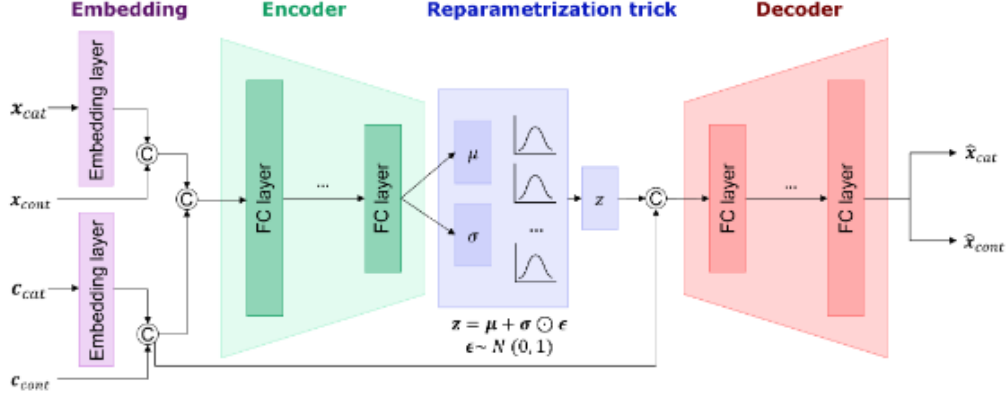 Embedding
Encoder
Reparametrization trick
Decoder
x_cat
Embedding layer
C
x_cont
C
c_cat
Embedding layer
C
c_cont
FC layer
...
FC layer
μ
σ
...
z
z = μ + σ ⊙ ϵ
ϵ~ N (0, 1)
C
FC layer
...
FC layer
x̂_cat
x̂_cont